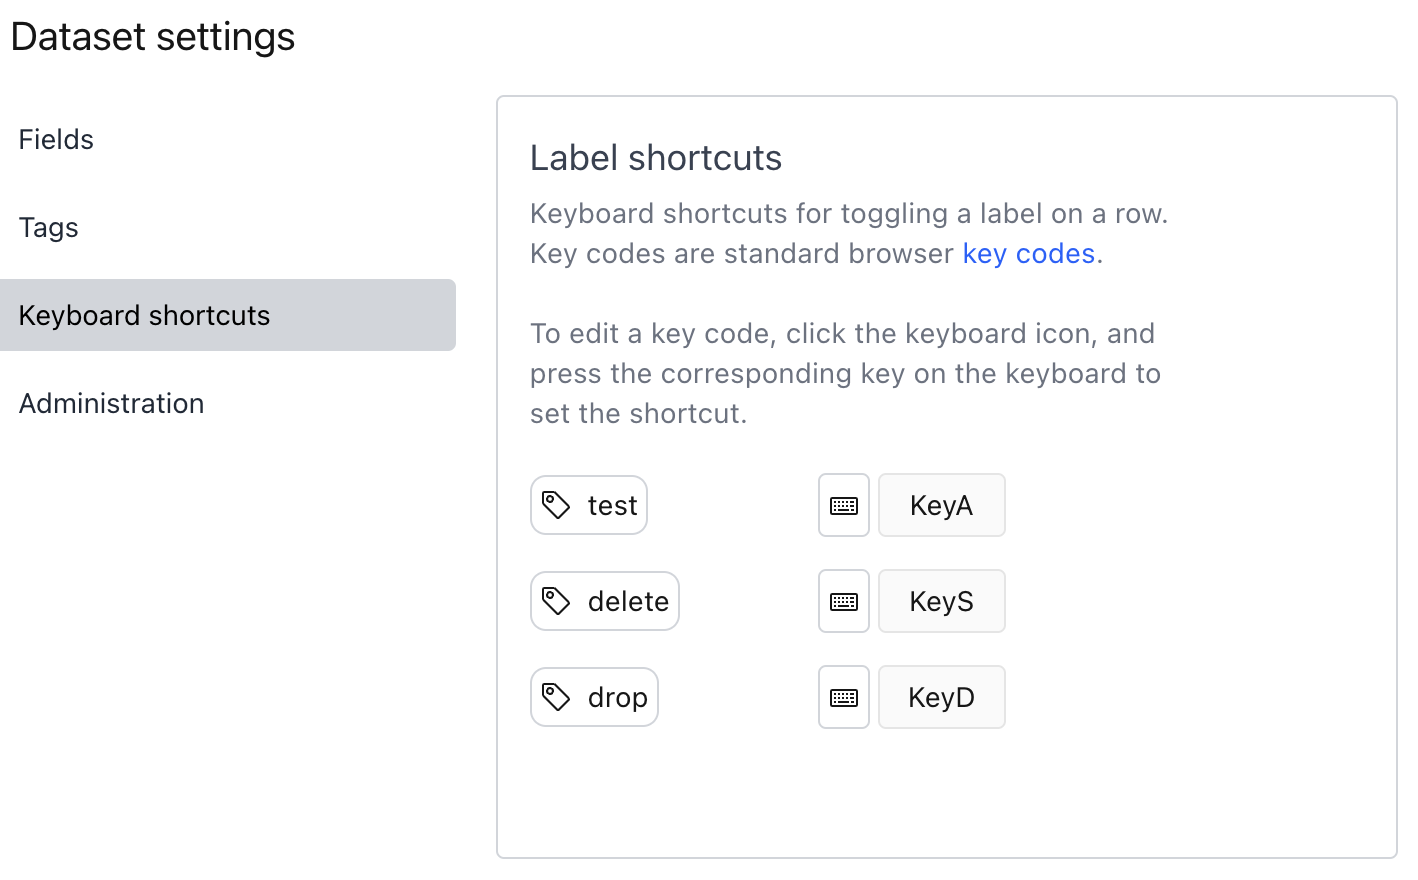 Dataset settings
Fields
Tags
Keyboard shortcuts
Administration
Label shortcuts
Keyboard shortcuts for toggling a label on a row.
Key codes are standard browser key codes.
To edit a key code, click the keyboard icon, and
press the corresponding key on the keyboard to
set the shortcut.
test KeyA
delete KeyS
drop KeyD